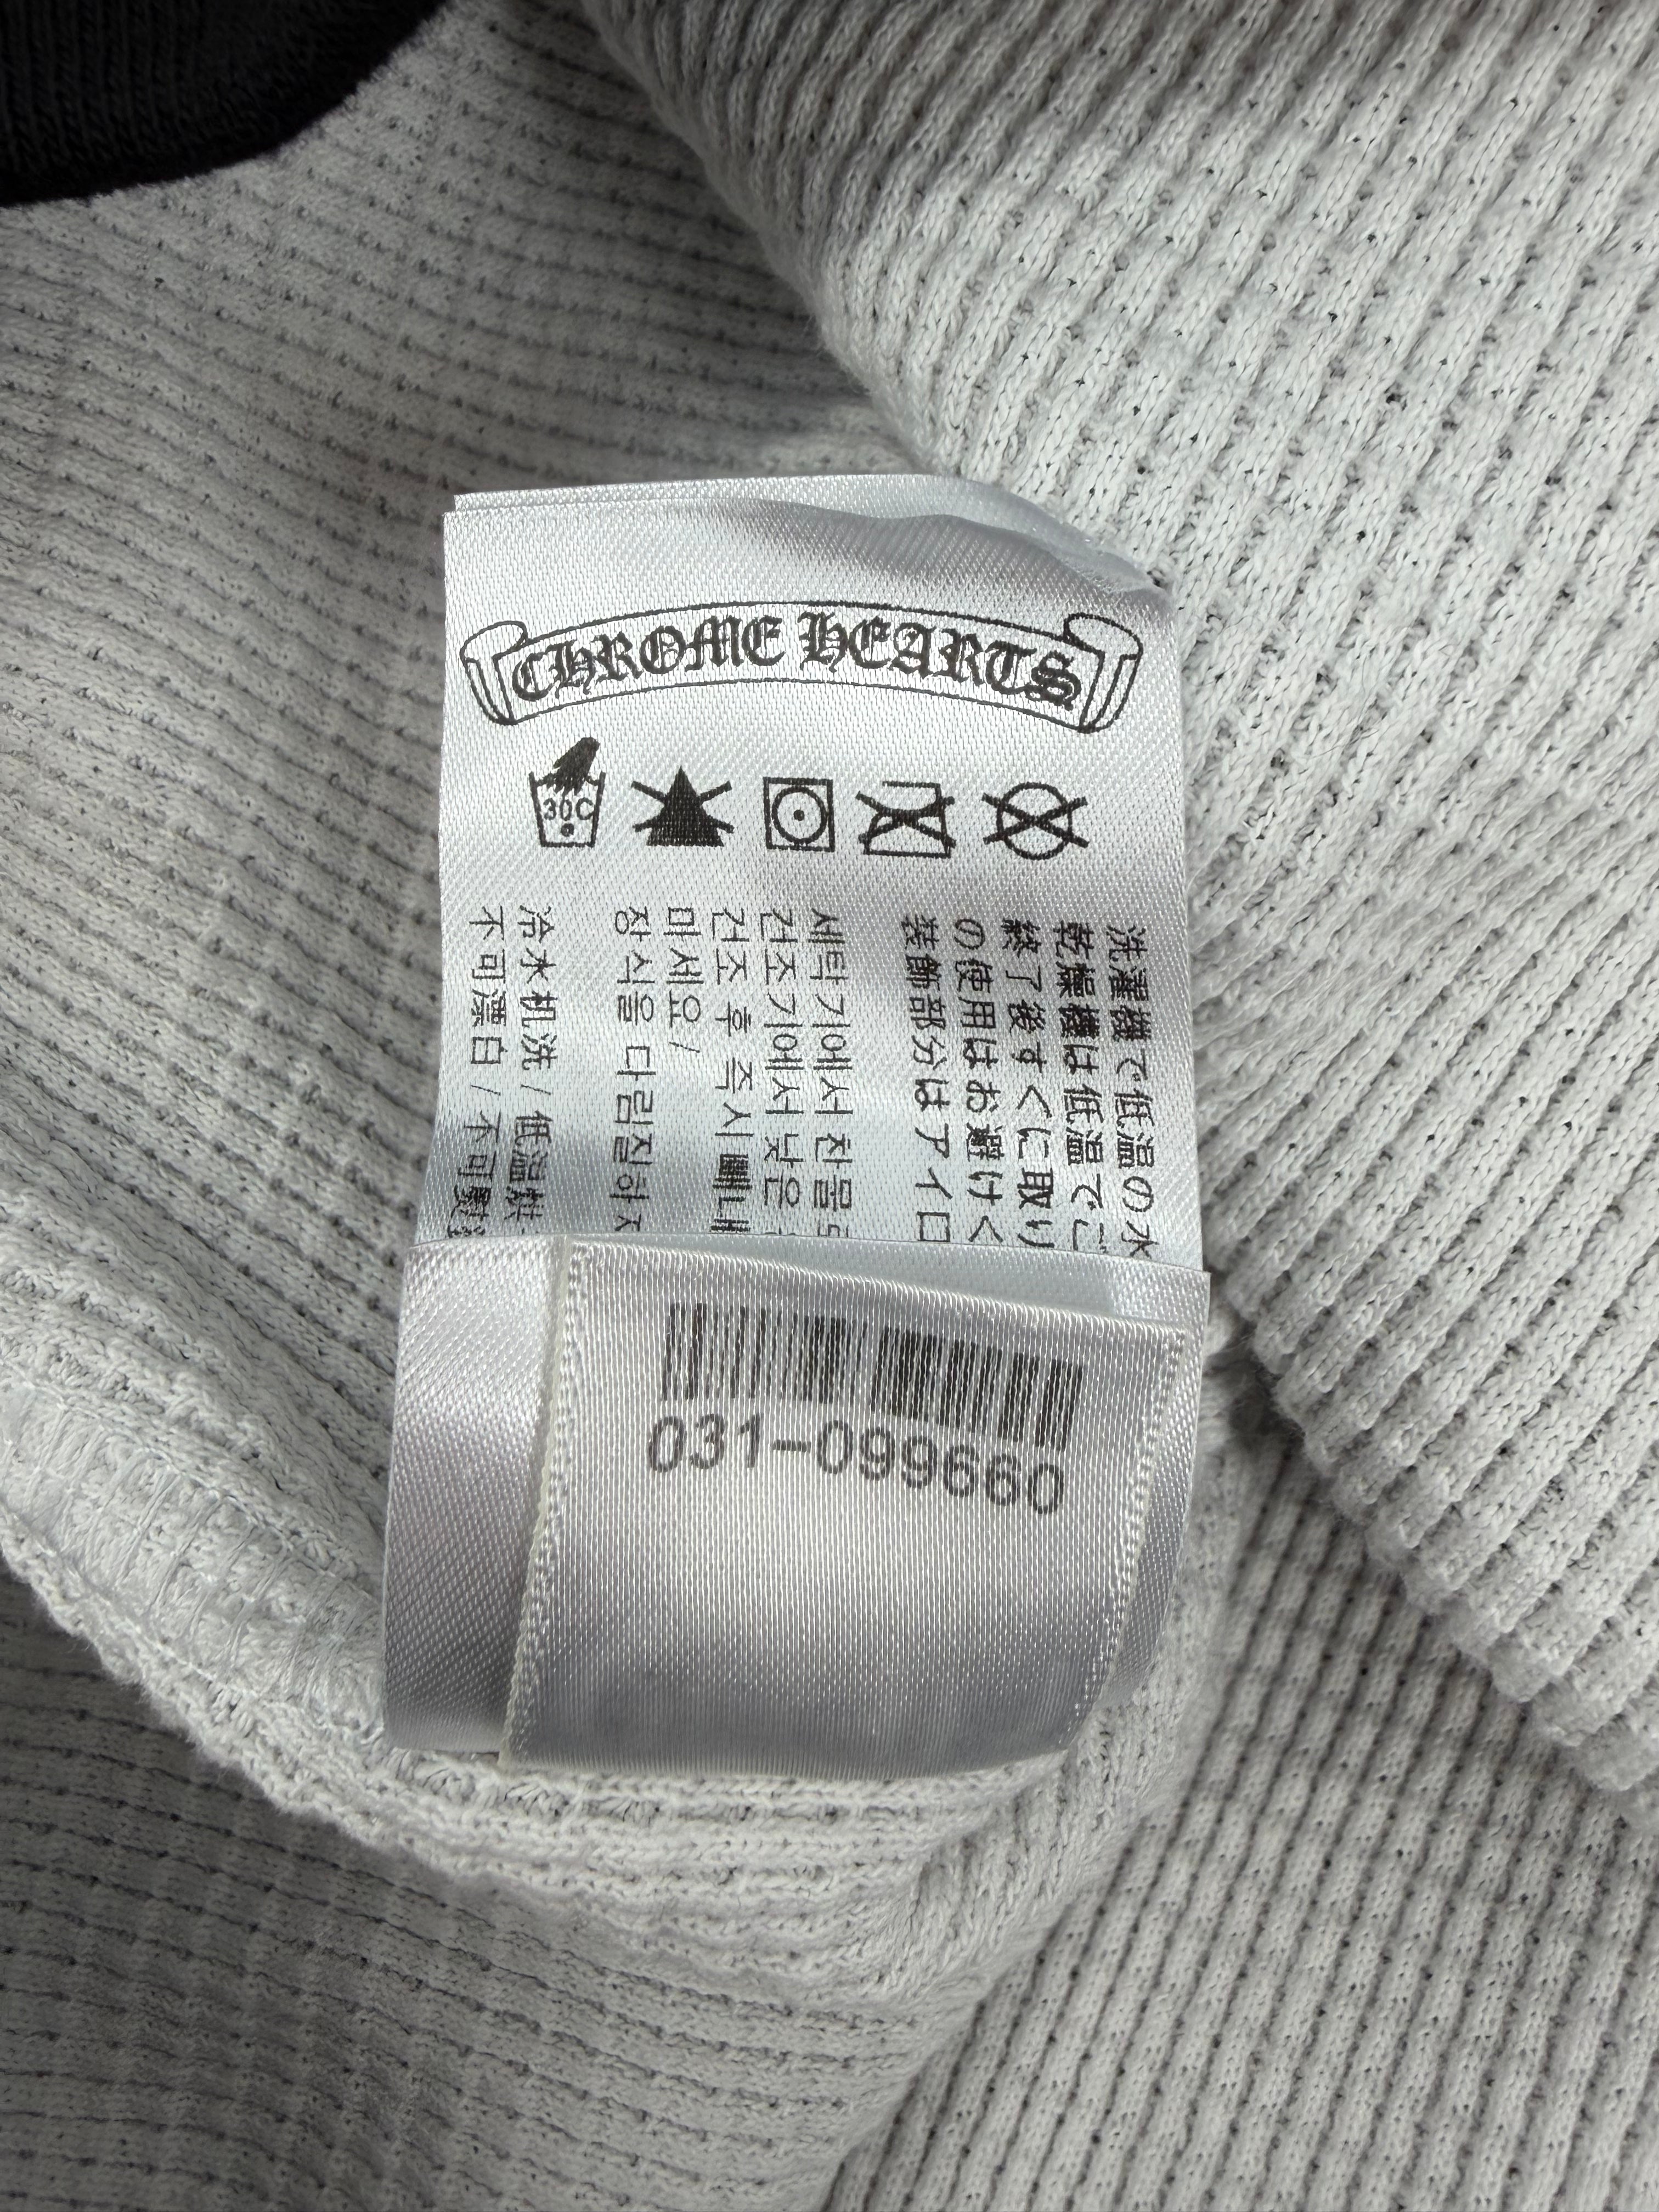 CHROME HEARTS
30C
洗濯機で低温の水
乾燥機は低温でご
終了後すぐに取り
の使用はお避けく
装飾部分はアイロ
세탁기에서 찬물로
건조기에서 낮은
건조 후 즉시 빼내
마세요 /
장식을 다림질하지
冷水机洗 / 低温烘
不可漂白 / 不可熨烫
031-099660